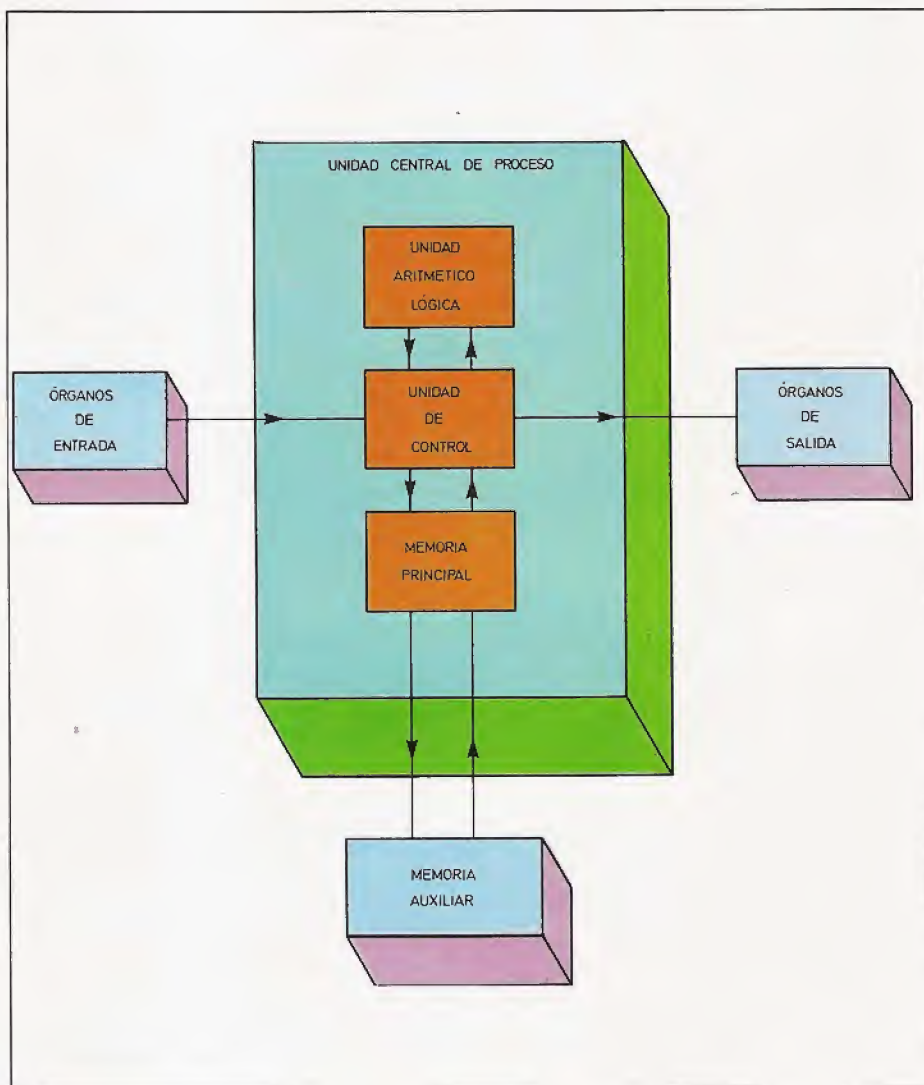 UNIDAD CENTRAL DE PROCESO
UNIDAD
ARITMETICO
LÓGICA
ÓRGANOS
DE
ENTRADA
UNIDAD
DE
CONTROL
ÓRGANOS
DE
SALIDA
MEMORIA
PRINCIPAL
MEMORIA
AUXILIAR